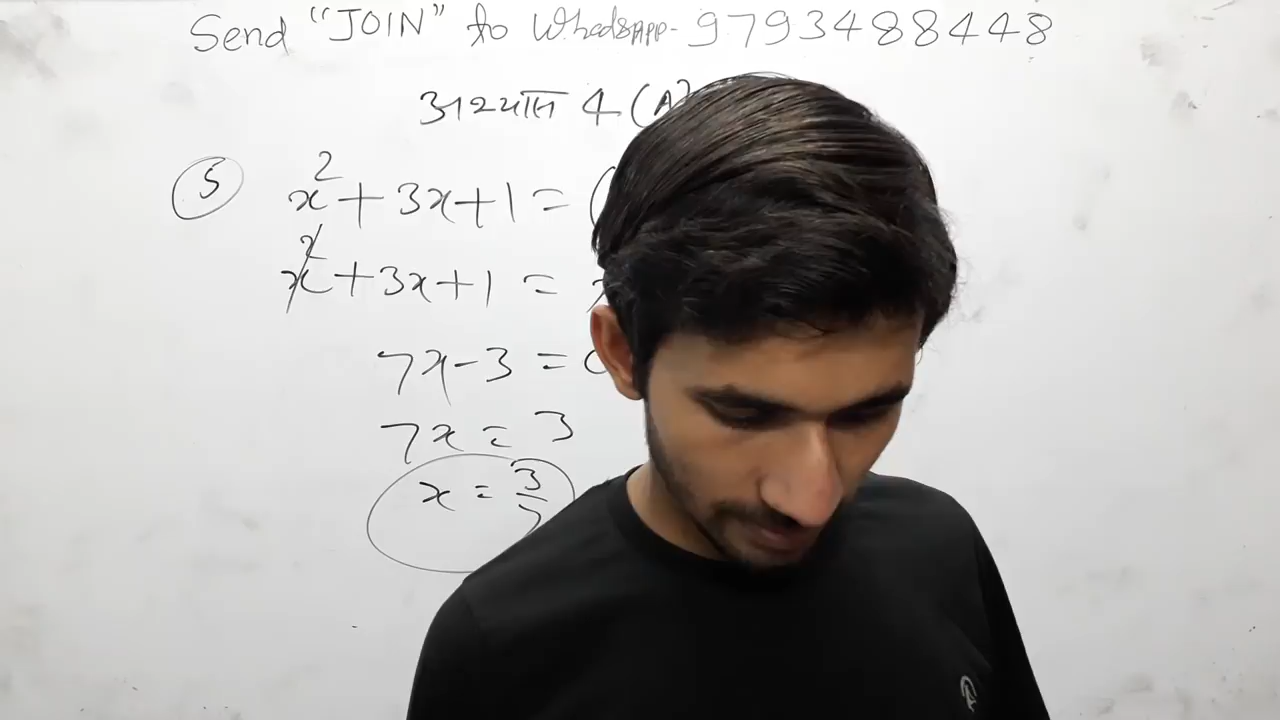 Send "JOIN" to WhatsApp- 9793488448
अभ्यास 4 (A)
5 x² + 3x + 1 = (
x² + 3x + 1 =
7x - 3 = 0
7x = 3
x = 3/7